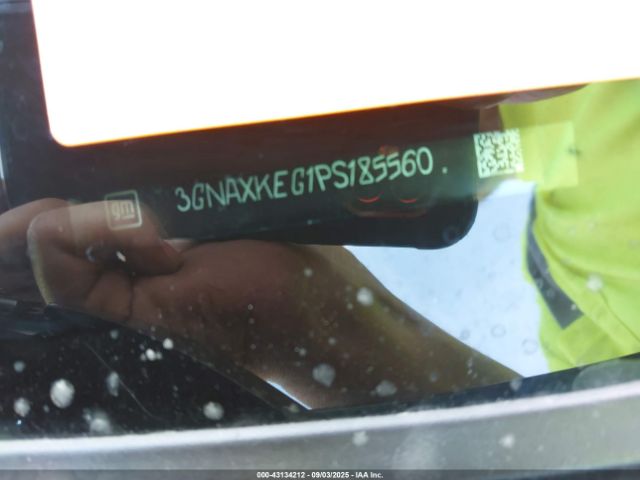 3GNAXKEG1PS185560.
gm
000-43134212 - 09/03/2025 - IAA Inc.